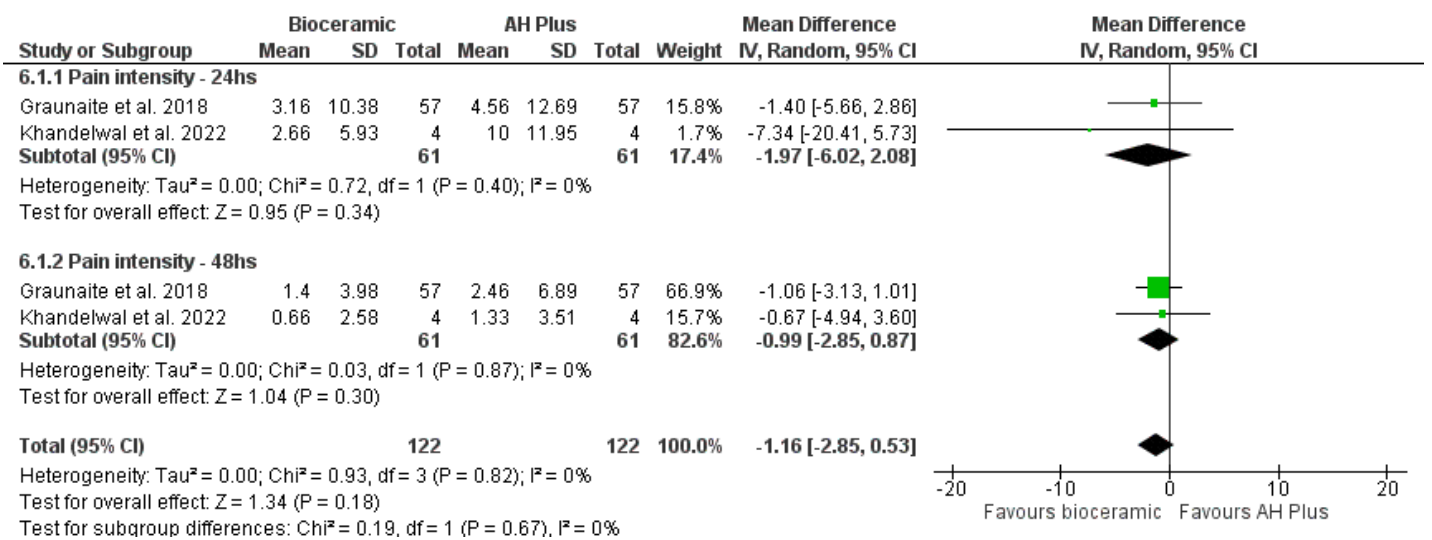 Bioceramic AH Plus Mean Difference Mean Difference
Study or Subgroup Mean SD Total Mean SD Total Weight IV, Random, 95% CI IV, Random, 95% CI
6.1.1 Pain intensity - 24hs
Graunaite et al. 2018 3.16 10.38 57 4.56 12.69 57 15.8% -1.40 [-5.66, 2.86]
Khandelwal et al. 2022 2.66 5.93 4 10 11.95 4 1.7% -7.34 [-20.41, 5.73]
Subtotal (95% CI) 61 61 17.4% -1.97 [-6.02, 2.08]
Heterogeneity: Tau² = 0.00; Chi² = 0.72, df = 1 (P = 0.40); I² = 0%
Test for overall effect: Z = 0.95 (P = 0.34)
6.1.2 Pain intensity - 48hs
Graunaite et al. 2018 1.4 3.98 57 2.46 6.89 57 66.9% -1.06 [-3.13, 1.01]
Khandelwal et al. 2022 0.66 2.58 4 1.33 3.51 4 15.7% -0.67 [-4.94, 3.60]
Subtotal (95% CI) 61 61 82.6% -0.99 [-2.85, 0.87]
Heterogeneity: Tau² = 0.00; Chi² = 0.03, df = 1 (P = 0.87); I² = 0%
Test for overall effect: Z = 1.04 (P = 0.30)
Total (95% CI) 122 122 100.0% -1.16 [-2.85, 0.53]
Heterogeneity: Tau² = 0.00; Chi² = 0.93, df = 3 (P = 0.82); I² = 0%
Test for overall effect: Z = 1.34 (P = 0.18)
Test for subgroup differences: Chi² = 0.19, df = 1 (P = 0.67), I² = 0%
-20 -10 0 10 20
Favours bioceramic Favours AH Plus